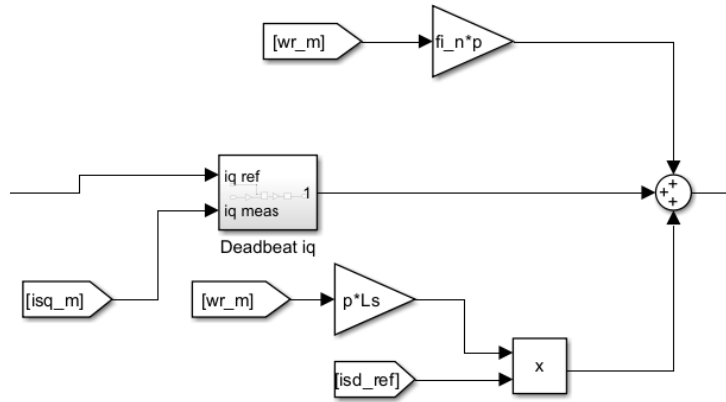 [wr_m]
fi_n*p
iq ref
1
iq meas
Deadbeat iq
+
+
+
[isq_m]
[wr_m]
p*Ls
[isd_ref]
x